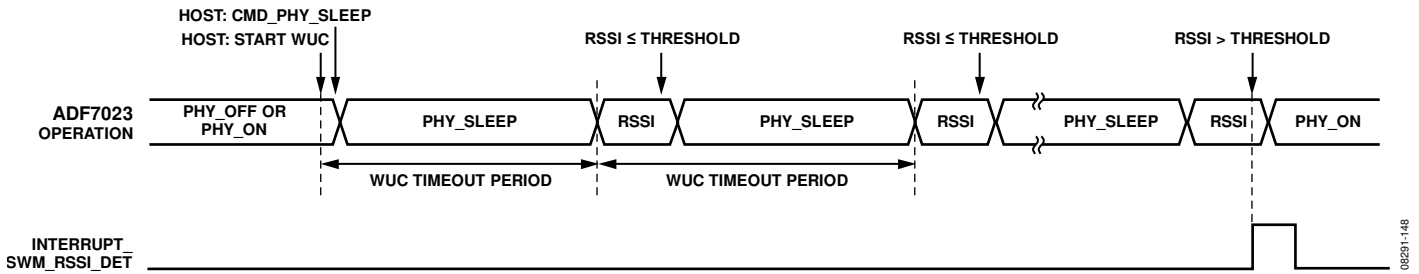 HOST: CMD_PHY_SLEEP
HOST: START WUC
RSSI ≤ THRESHOLD
RSSI ≤ THRESHOLD
RSSI > THRESHOLD
ADF7023
OPERATION
PHY_OFF OR
PHY_ON
PHY_SLEEP
RSSI
PHY_SLEEP
RSSI
PHY_SLEEP
RSSI
PHY_ON
WUC TIMEOUT PERIOD
WUC TIMEOUT PERIOD
INTERRUPT_
SWM_RSSI_DET
08291-148